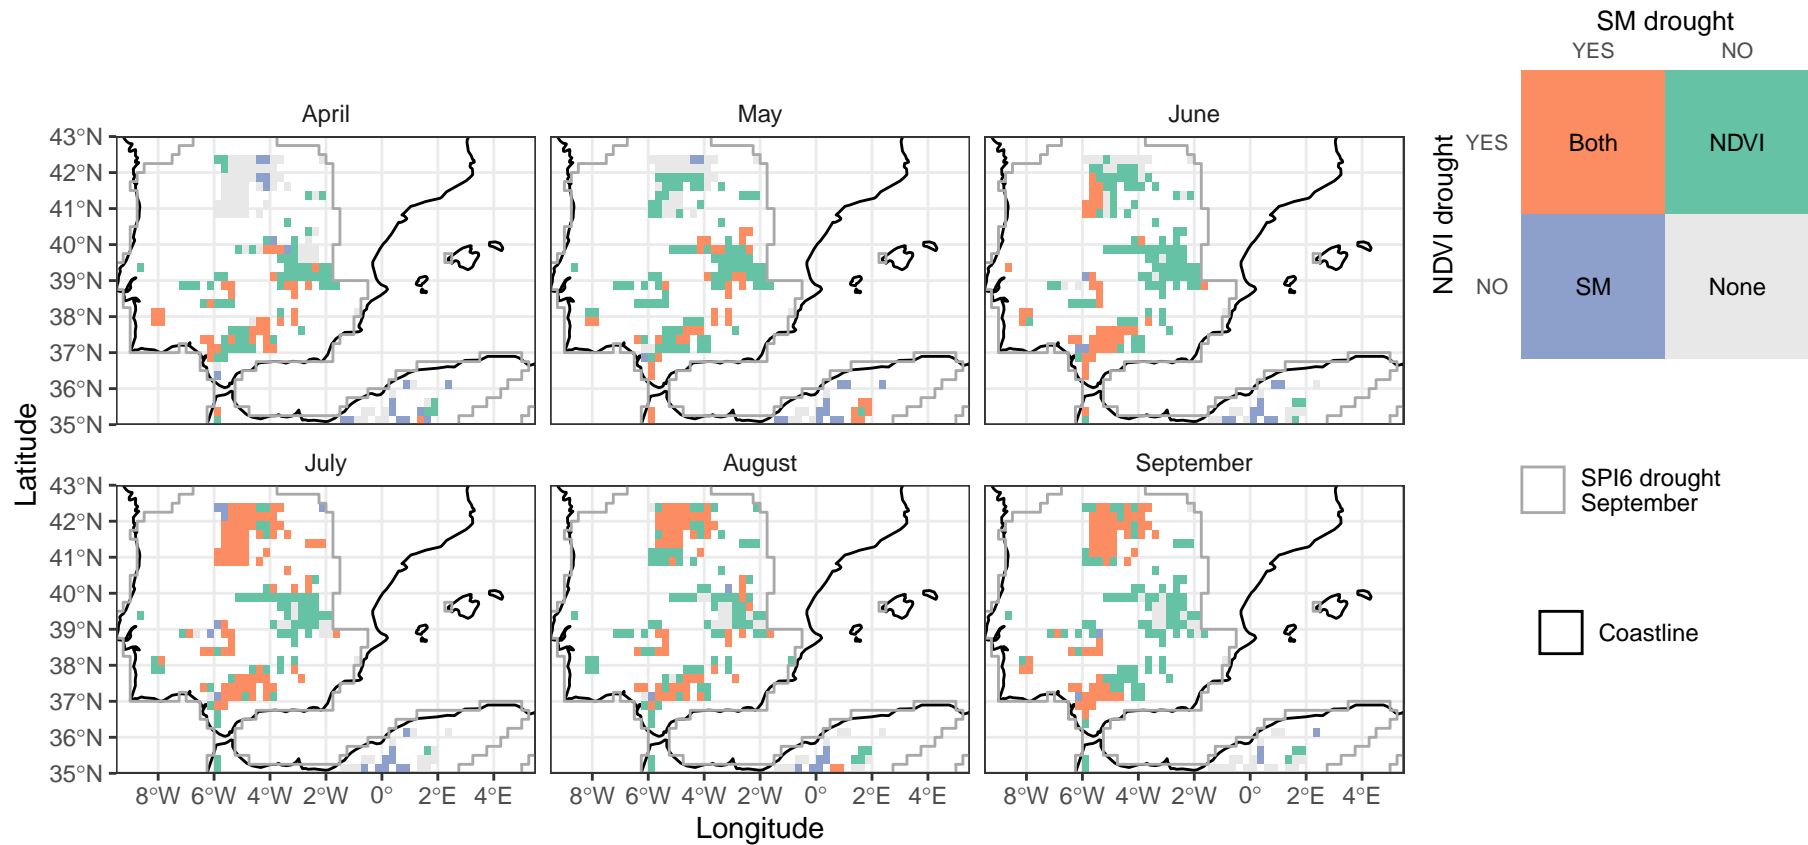 SM drought
YES NO
NDVI drought
YES Both NDVI
NO SM None
April May June
43°N
42°N
41°N
40°N
39°N
38°N
37°N
36°N
35°N
Latitude
July August September
43°N
42°N
41°N
40°N
39°N
38°N
37°N
36°N
35°N
8°W 6°W 4°W 2°W 0° 2°E 4°E 8°W 6°W 4°W 2°W 0° 2°E 4°E 8°W 6°W 4°W 2°W 0° 2°E 4°E
Longitude
SPI6 drought
September
Coastline